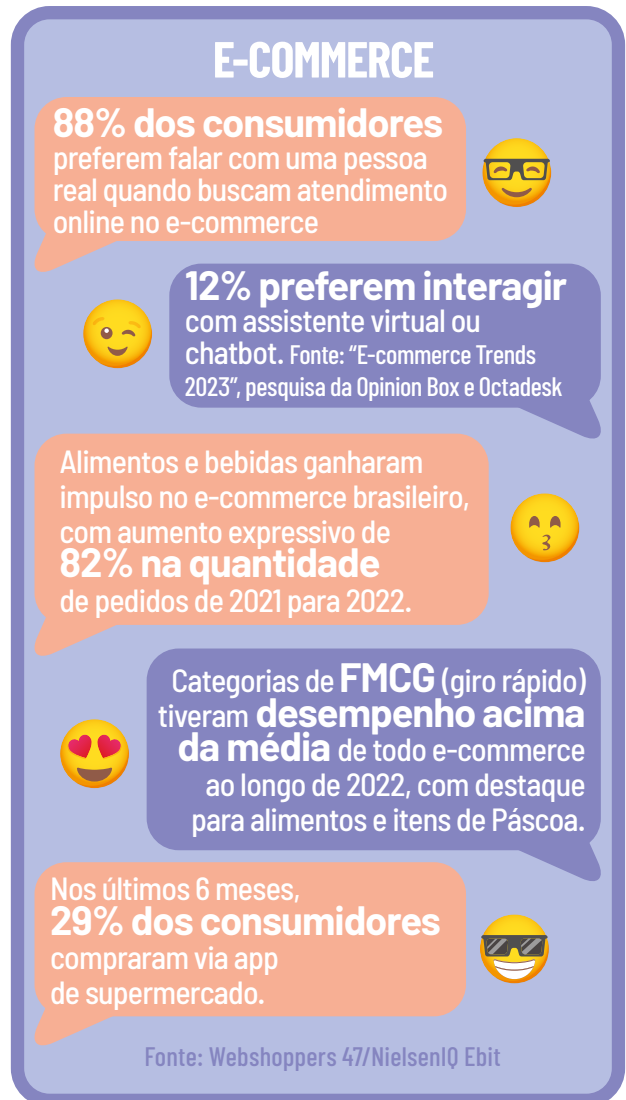 E-COMMERCE
88% dos consumidores
preferem falar com uma pessoa
real quando buscam atendimento
online no e-commerce
12% preferem interagir
com assistente virtual ou
chatbot. Fonte: “E-commerce Trends
2023”, pesquisa da Opinion Box e Octadesk
Alimentos e bebidas ganharam
impulso no e-commerce brasileiro,
com aumento expressivo de
82% na quantidade
de pedidos de 2021 para 2022.
Categorias de FMCG (giro rápido)
tiveram desempenho acima
da média de todo e-commerce
ao longo de 2022, com destaque
para alimentos e itens de Páscoa.
Nos últimos 6 meses,
29% dos consumidores
compraram via app
de supermercado.
Fonte: Webshoppers 47/NielsenIQ Ebit